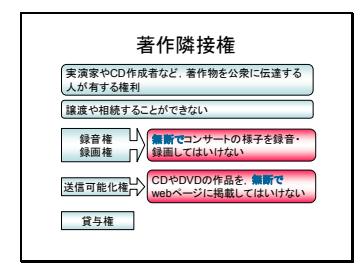 著作隣接権
実演家やCD作成者など，著作物を公衆に伝達する
人が有する権利
譲渡や相続することができない
録音権
録画権
無断でコンサートの様子を録音・
録画してはいけない
送信可能化権
CDやDVDの作品を，無断で
webページに掲載してはいけない
貸与権